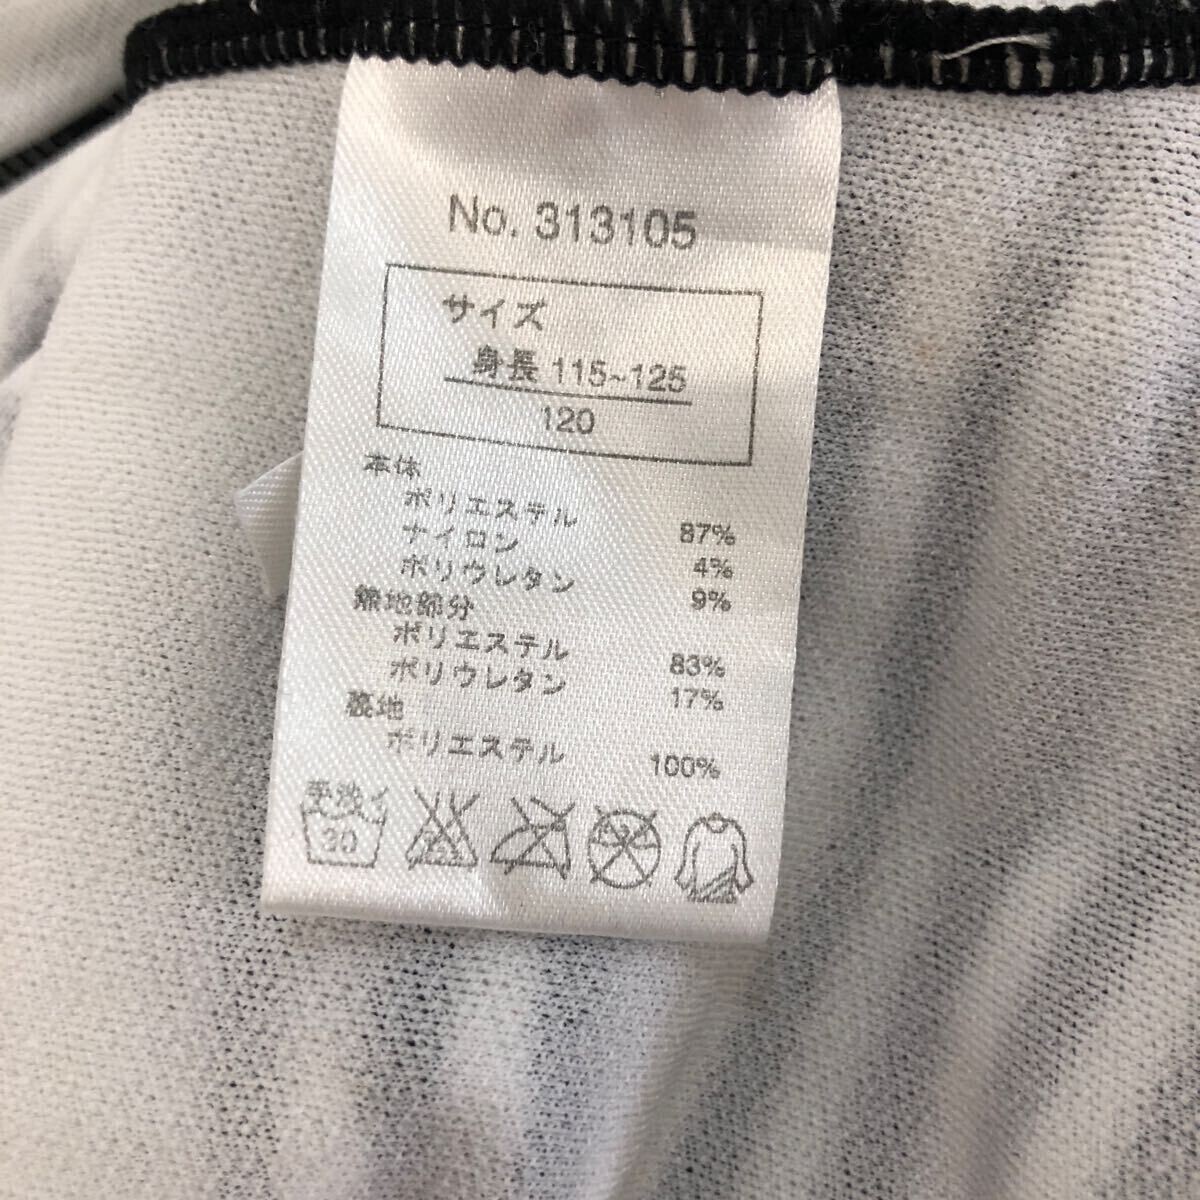 No. 313105
サイズ
身長 115~125
120
本体
ポリエステル 87%
ナイロン 4%
ポリウレタン 9%
無地部分
ポリエステル 83%
ポリウレタン 17%
裏地
ポリエステル 100%
手洗イ
30